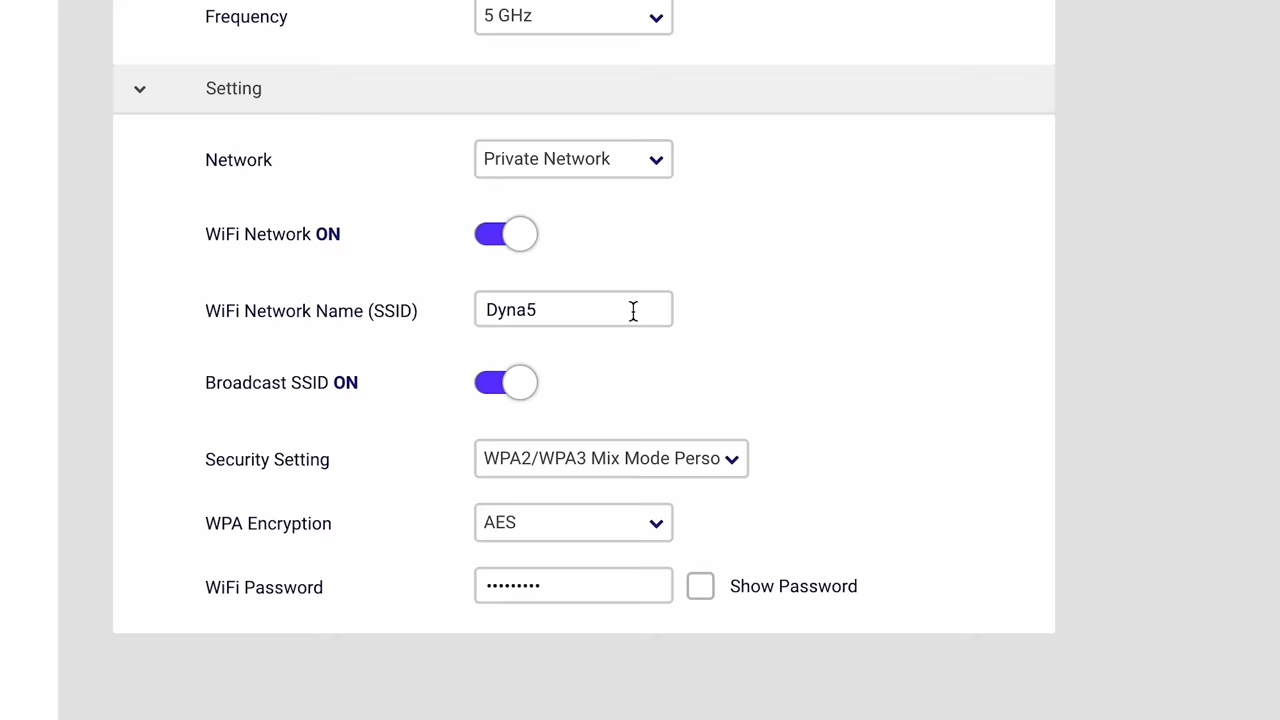 Frequency 5 GHz
Setting
Network Private Network
WiFi Network ON
WiFi Network Name (SSID) Dyna5
Broadcast SSID ON
Security Setting WPA2/WPA3 Mix Mode Perso
WPA Encryption AES
WiFi Password ••••••••• Show Password